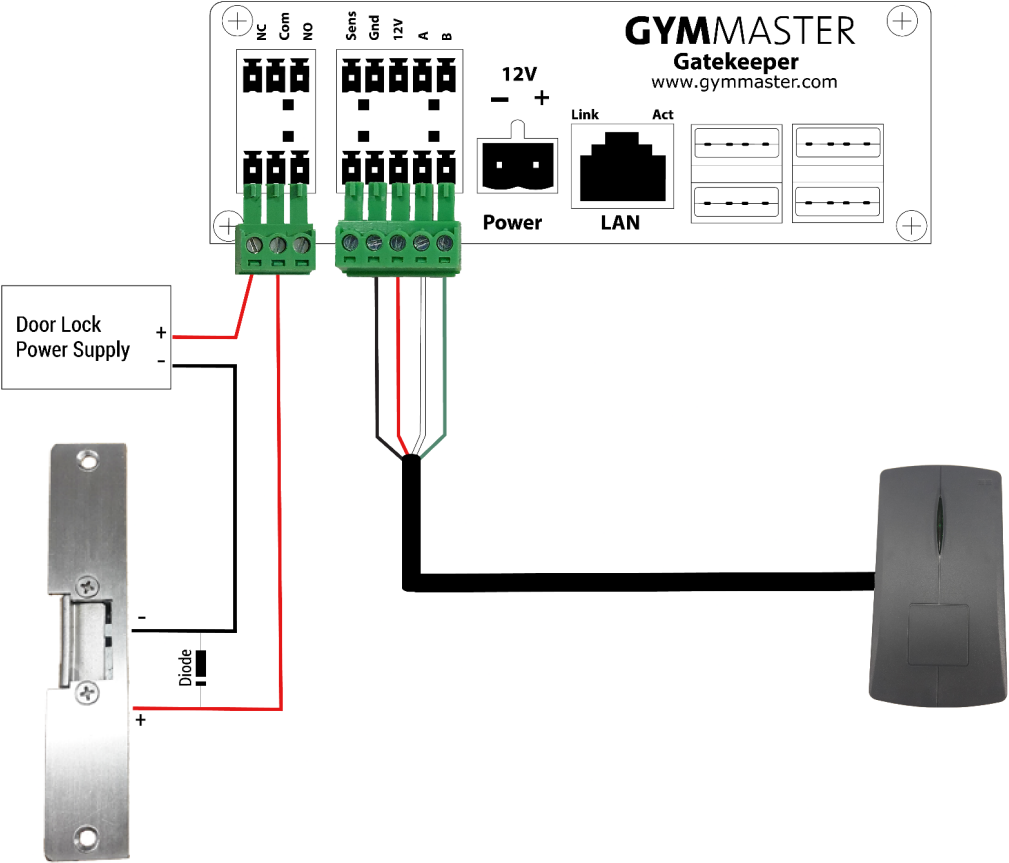 NC
Com
NO
Sens
Gnd
12V
A
B
GYMMASTER
Gatekeeper
www.gymmaster.com
12V
− +
Link
Act
Power
LAN
Door Lock
Power Supply
+
-
-
Diode
+